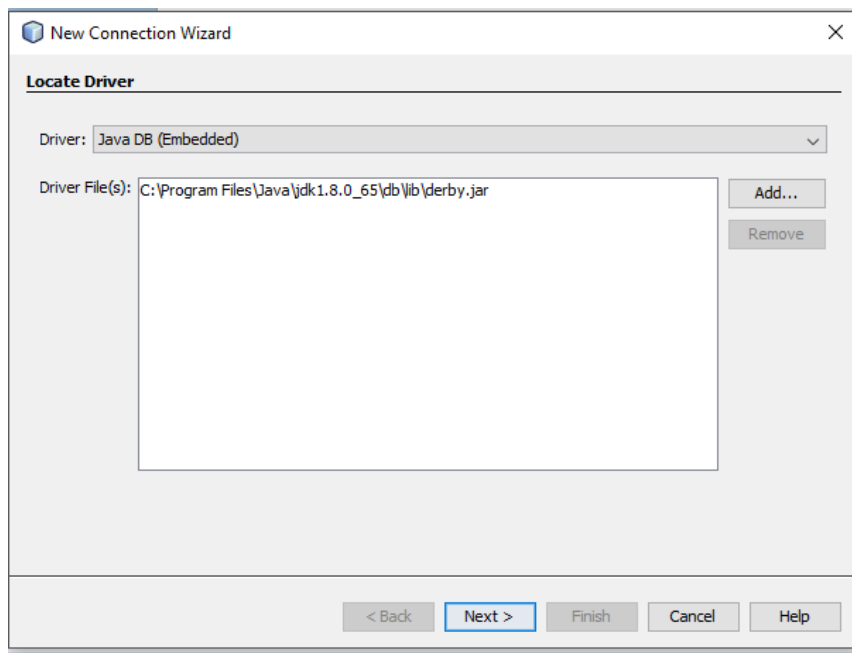 New Connection Wizard
Locate Driver
Driver: Java DB (Embedded)
Driver File(s): C:\Program Files\Java\jdk1.8.0_65\db\lib\derby.jar
Add...
Remove
< Back Next > Finish Cancel Help